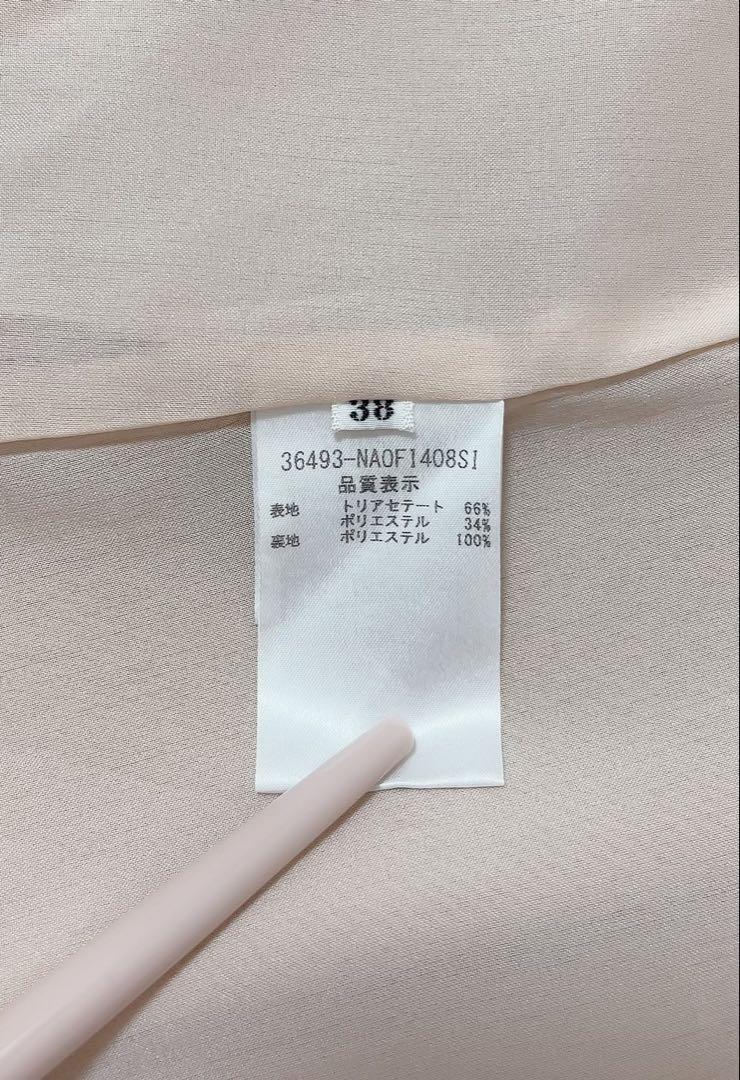 38
36493-NAOF1408SI
品質表示
表地 トリアセテート 66%
ポリエステル 34%
裏地 ポリエステル 100%